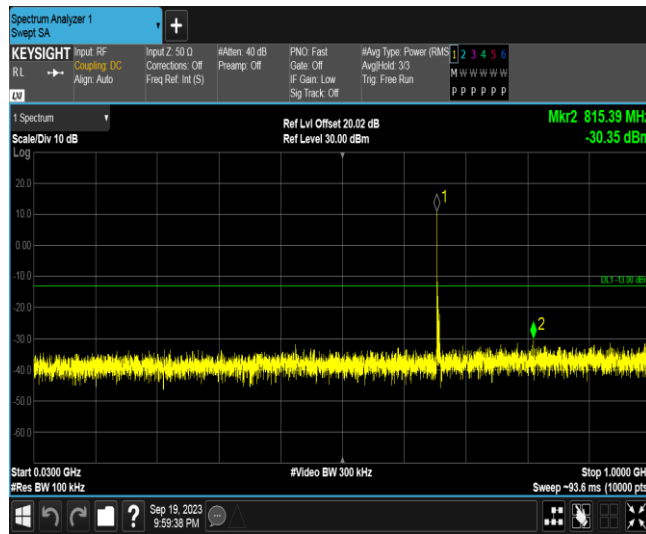 Spectrum Analyzer 1
Swept SA
+
KEYSIGHT Input: RF Input Z: 50 Ω #Atten: 40 dB PNO: Fast #Avg Type: Power (RMS 1 2 3 4 5 6
RL Coupling: DC Corrections: Off Preamp: Off Gate: Off Avg|Hold: 3/3 M W W W W W
Align: Auto Freq Ref: Int (S) IF Gain: Low Trig: Free Run
LXI Sig Track: Off P P P P P P
1 Spectrum Ref Lvl Offset 20.02 dB Mkr2 815.39 MHz
Scale/Div 10 dB Ref Level 30.00 dBm -30.35 dBm
Log
20.0
1
10.0
0.00
-10.0
DL1 -13.00 dBm
-20.0
-30.0
2
-40.0
-50.0
-60.0
Start 0.0300 GHz #Video BW 300 kHz Stop 1.0000 GHz
#Res BW 100 kHz Sweep ~93.6 ms (10000 pts)
? Sep 19, 2023
9:59:38 PM